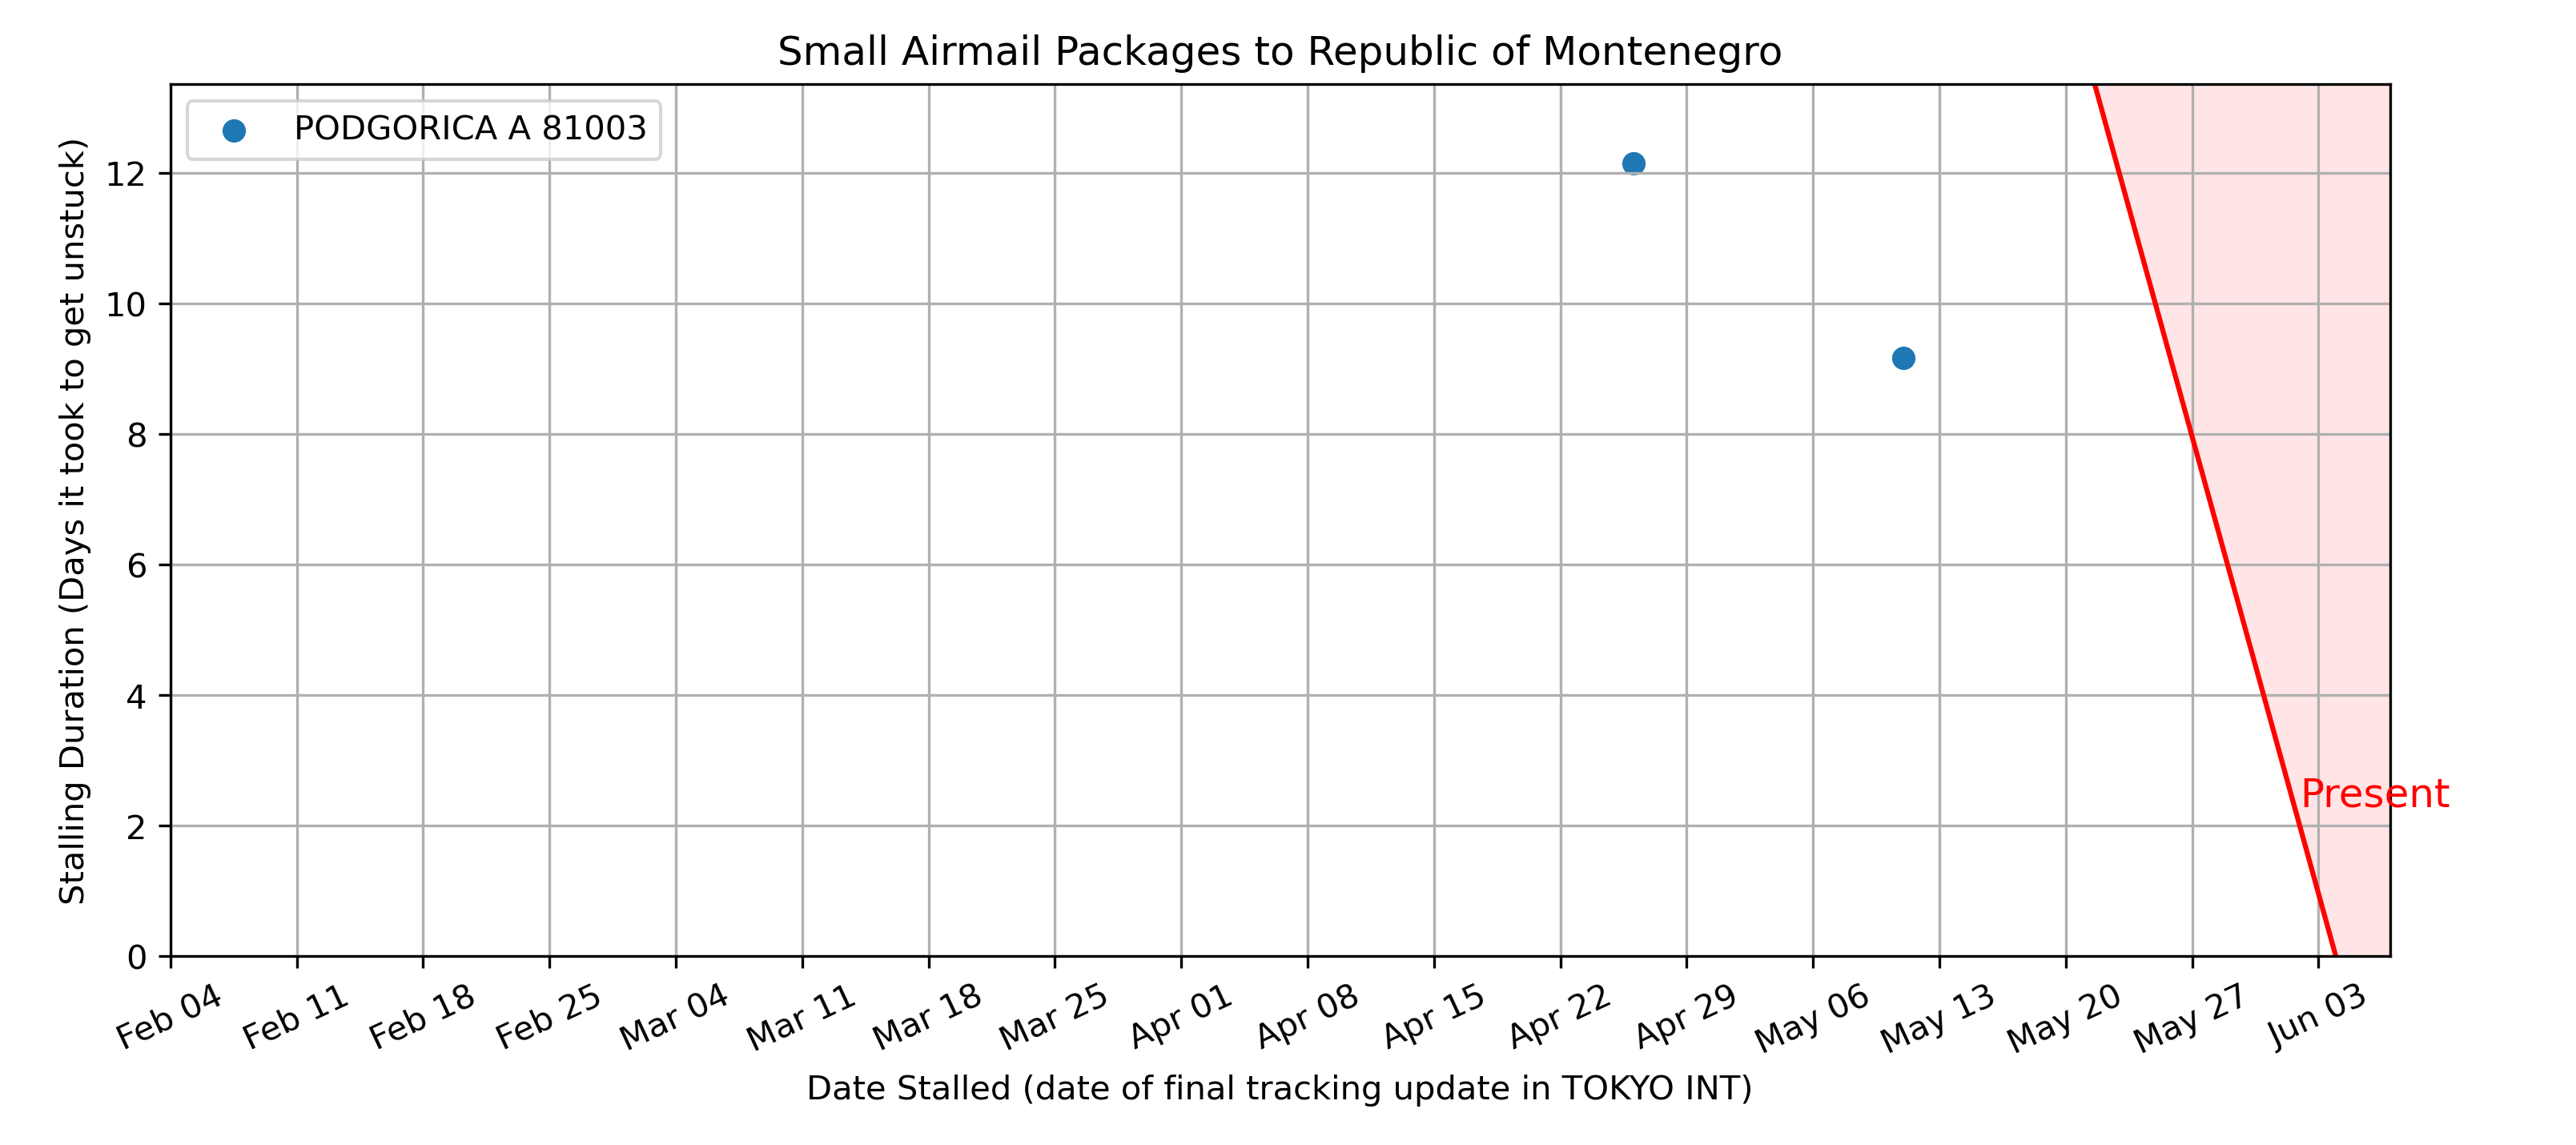 Small Airmail Packages to Republic of Montenegro
PODGORICA A 81003
Stalling Duration (Days it took to get unstuck)
12
10
8
6
4
2
0
Present
Feb 04
Feb 11
Feb 18
Feb 25
Mar 04
Mar 11
Mar 18
Mar 25
Apr 01
Apr 08
Apr 15
Apr 22
Apr 29
May 06
May 13
May 20
May 27
Jun 03
Date Stalled (date of final tracking update in TOKYO INT)